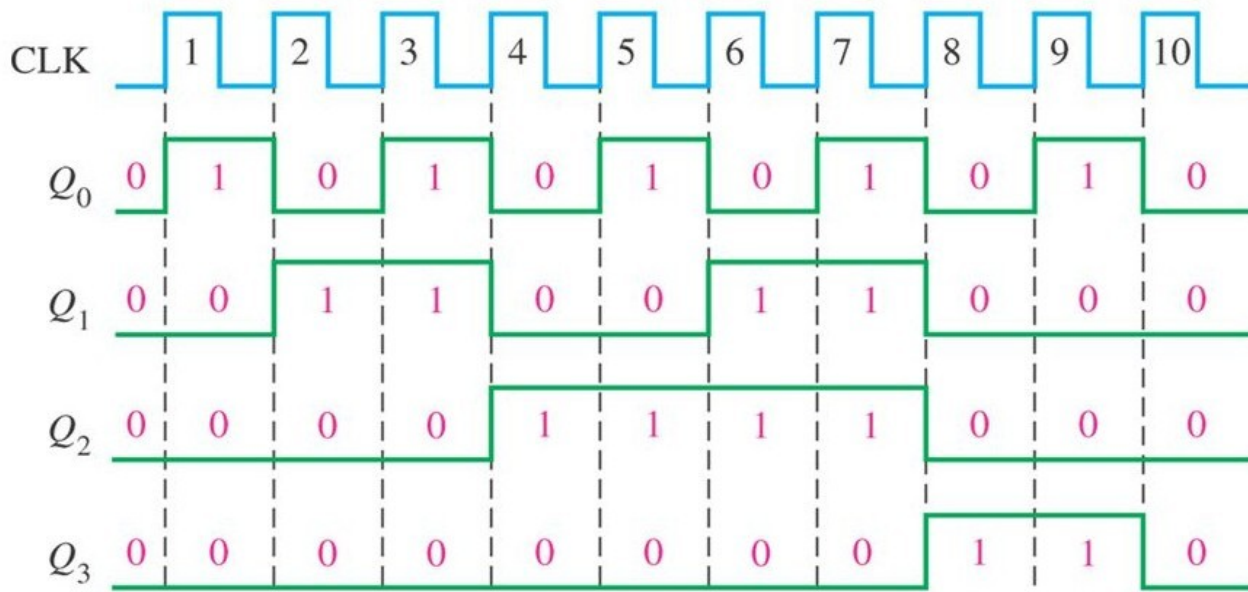 CLK 1 2 3 4 5 6 7 8 9 10
Q0 0 1 0 1 0 1 0 1 0 1 0
Q1 0 0 1 1 0 0 1 1 0 0 0
Q2 0 0 0 0 1 1 1 1 0 0 0
Q3 0 0 0 0 0 0 0 0 1 1 0